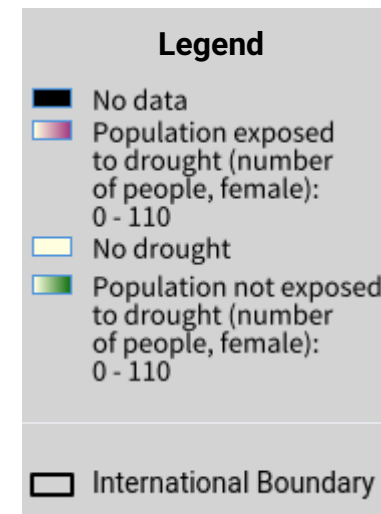 Legend
No data
Population exposed
to drought (number
of people, female):
0 - 110
No drought
Population not exposed
to drought (number
of people, female):
0 - 110
International Boundary